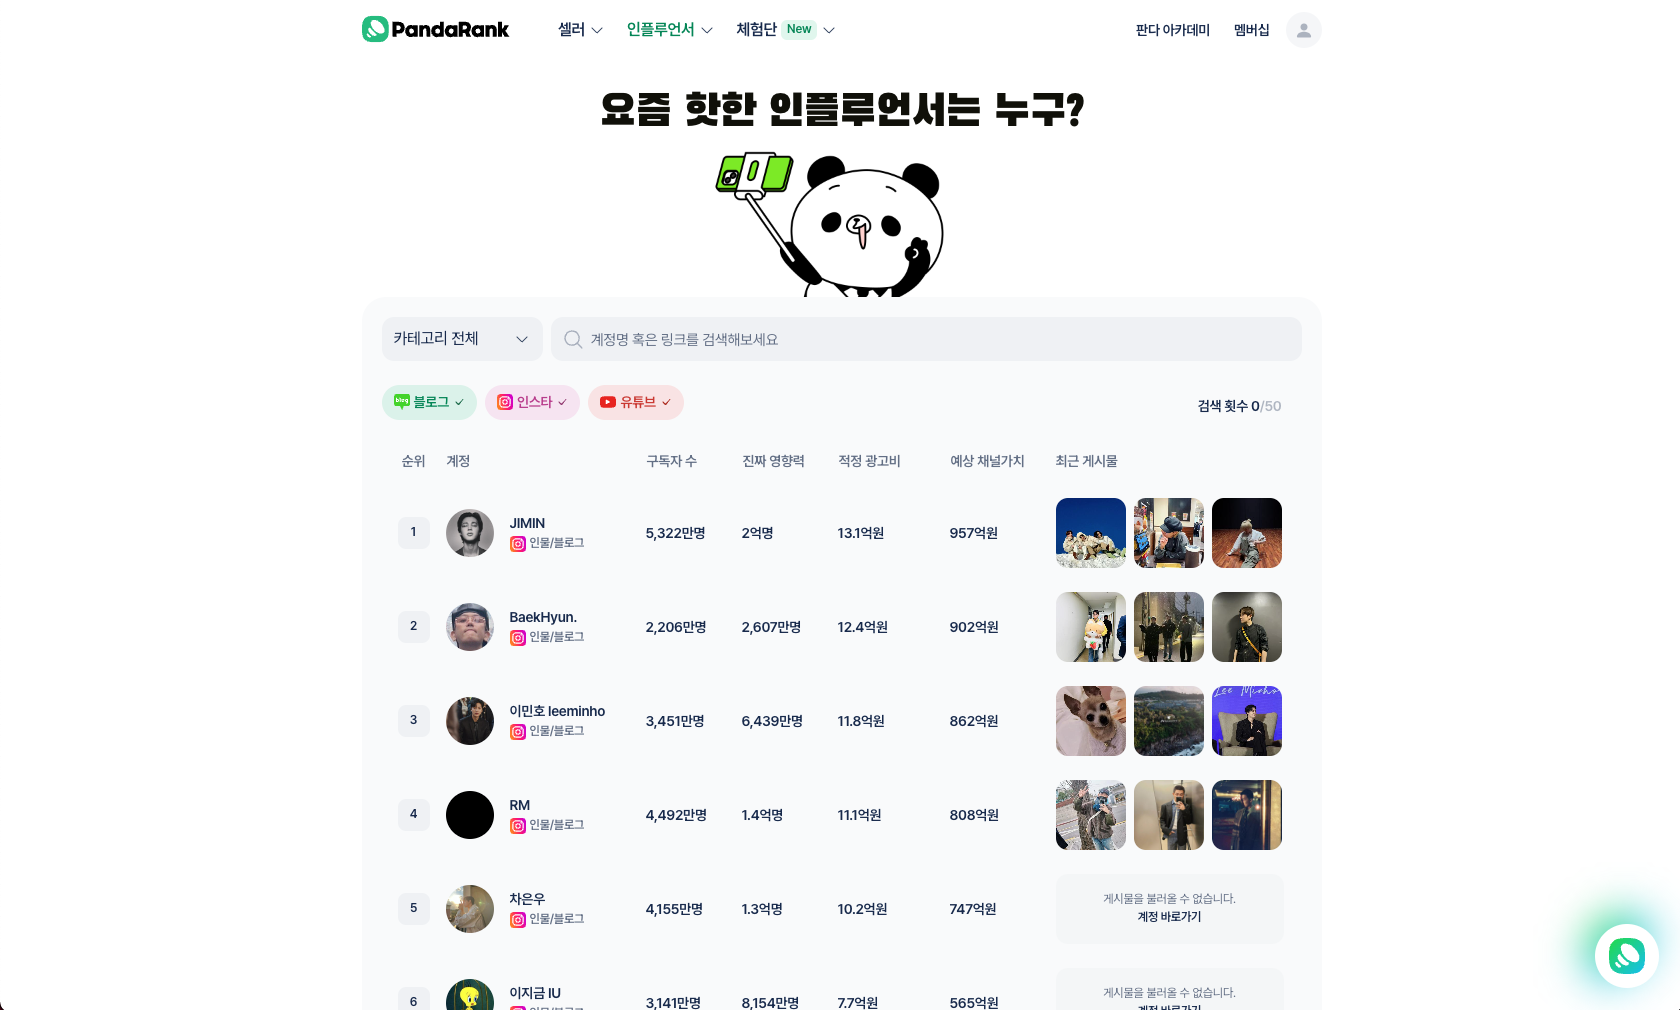 PandaRank
셀러
인플루언서
체험단 New
판다 아카데미
멤버십
요즘 핫한 인플루언서는 누구?
카테고리 전체
계정명 혹은 링크를 검색해보세요
blog 블로그
인스타
유튜브
검색 횟수 0/50
순위 계정 구독자 수 진짜 영향력 적정 광고비 예상 채널가치 최근 게시물
1 JIMIN 5,322만명 2억명 13.1억원 957억원
인물/블로그
2 BaekHyun. 2,206만명 2,607만명 12.4억원 902억원
인물/블로그
Lee Minho
3 이민호 leeminho 3,451만명 6,439만명 11.8억원 862억원
인물/블로그
4 RM 4,492만명 1.4억명 11.1억원 808억원
인물/블로그
5 차은우 4,155만명 1.3억명 10.2억원 747억원
인물/블로그
게시물을 불러올 수 없습니다.
계정 바로가기
6 이지금 IU 3,141만명 8,154만명 7.7억원 565억원
인물/블로그
게시물을 불러올 수 없습니다.
계정 바로가기